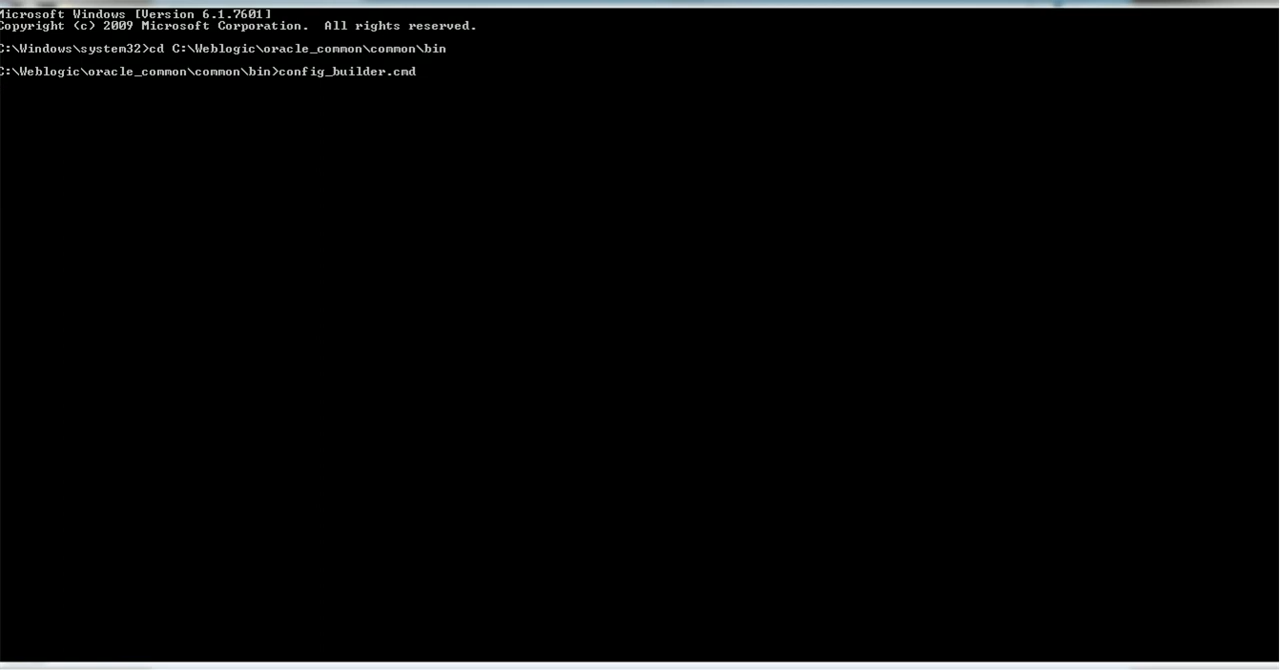 Microsoft Windows [Version 6.1.7601]
Copyright (c) 2009 Microsoft Corporation.  All rights reserved.
C:\Windows\system32>cd C:\Weblogic\oracle_common\common\bin
C:\Weblogic\oracle_common\common\bin>config_builder.cmd